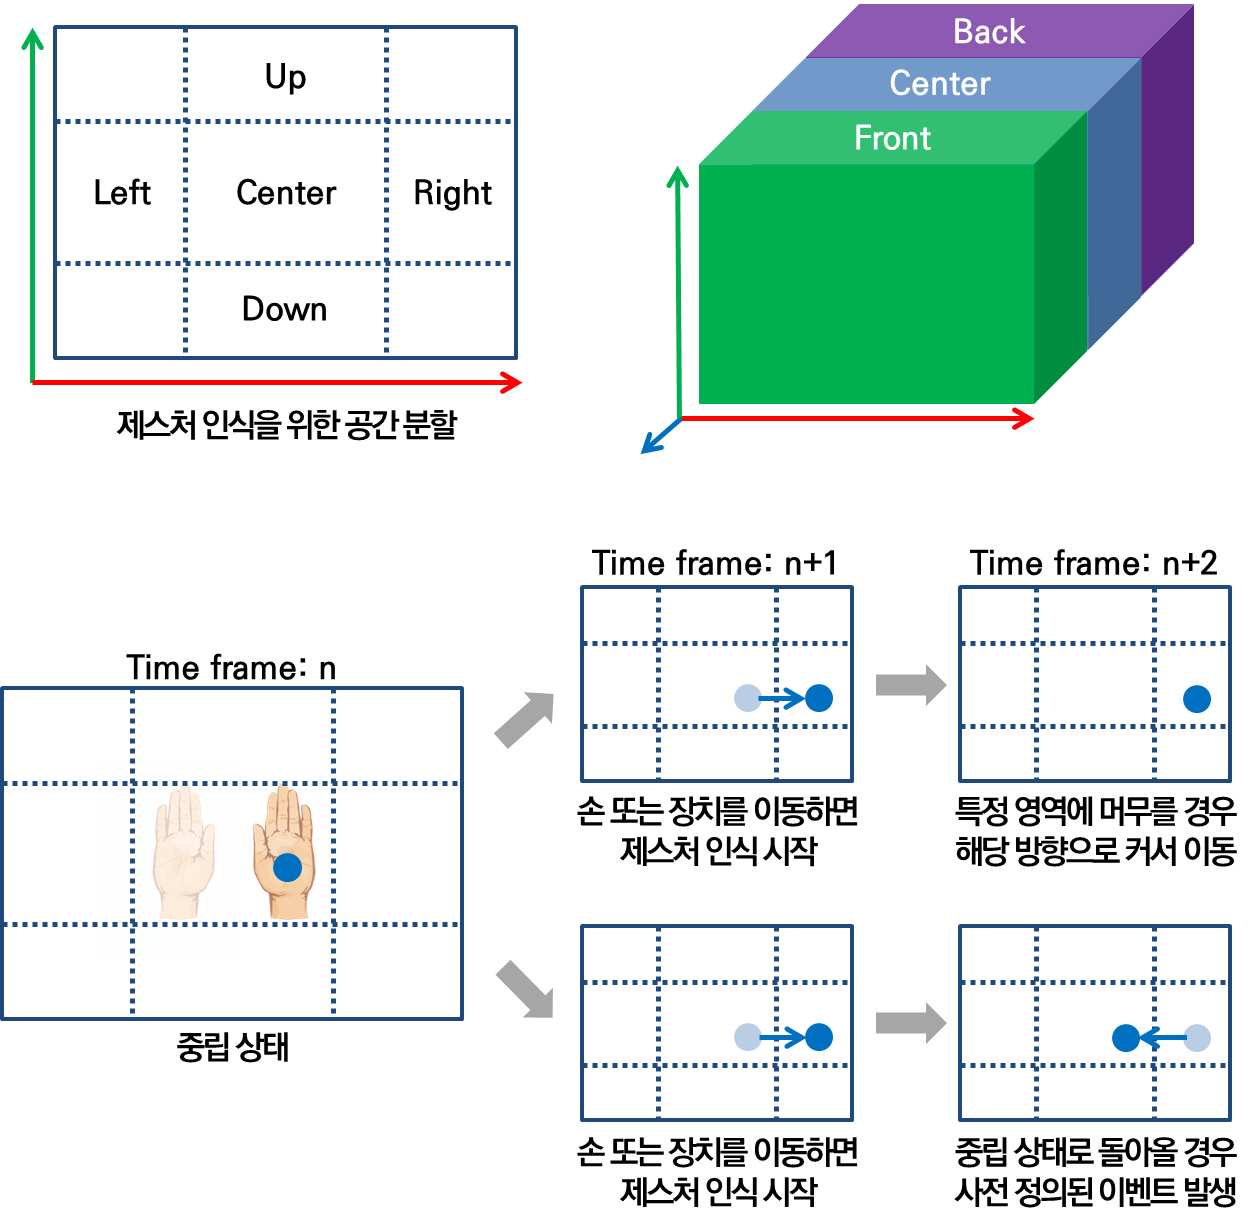 Up
Left Center Right
Down
제스처 인식을 위한 공간 분할
Back
Center
Front
Time frame: n
중립 상태
Time frame: n+1
손 또는 장치를 이동하면
제스처 인식 시작
Time frame: n+2
특정 영역에 머무를 경우
해당 방향으로 커서 이동
손 또는 장치를 이동하면
제스처 인식 시작
중립 상태로 돌아올 경우
사전 정의된 이벤트 발생